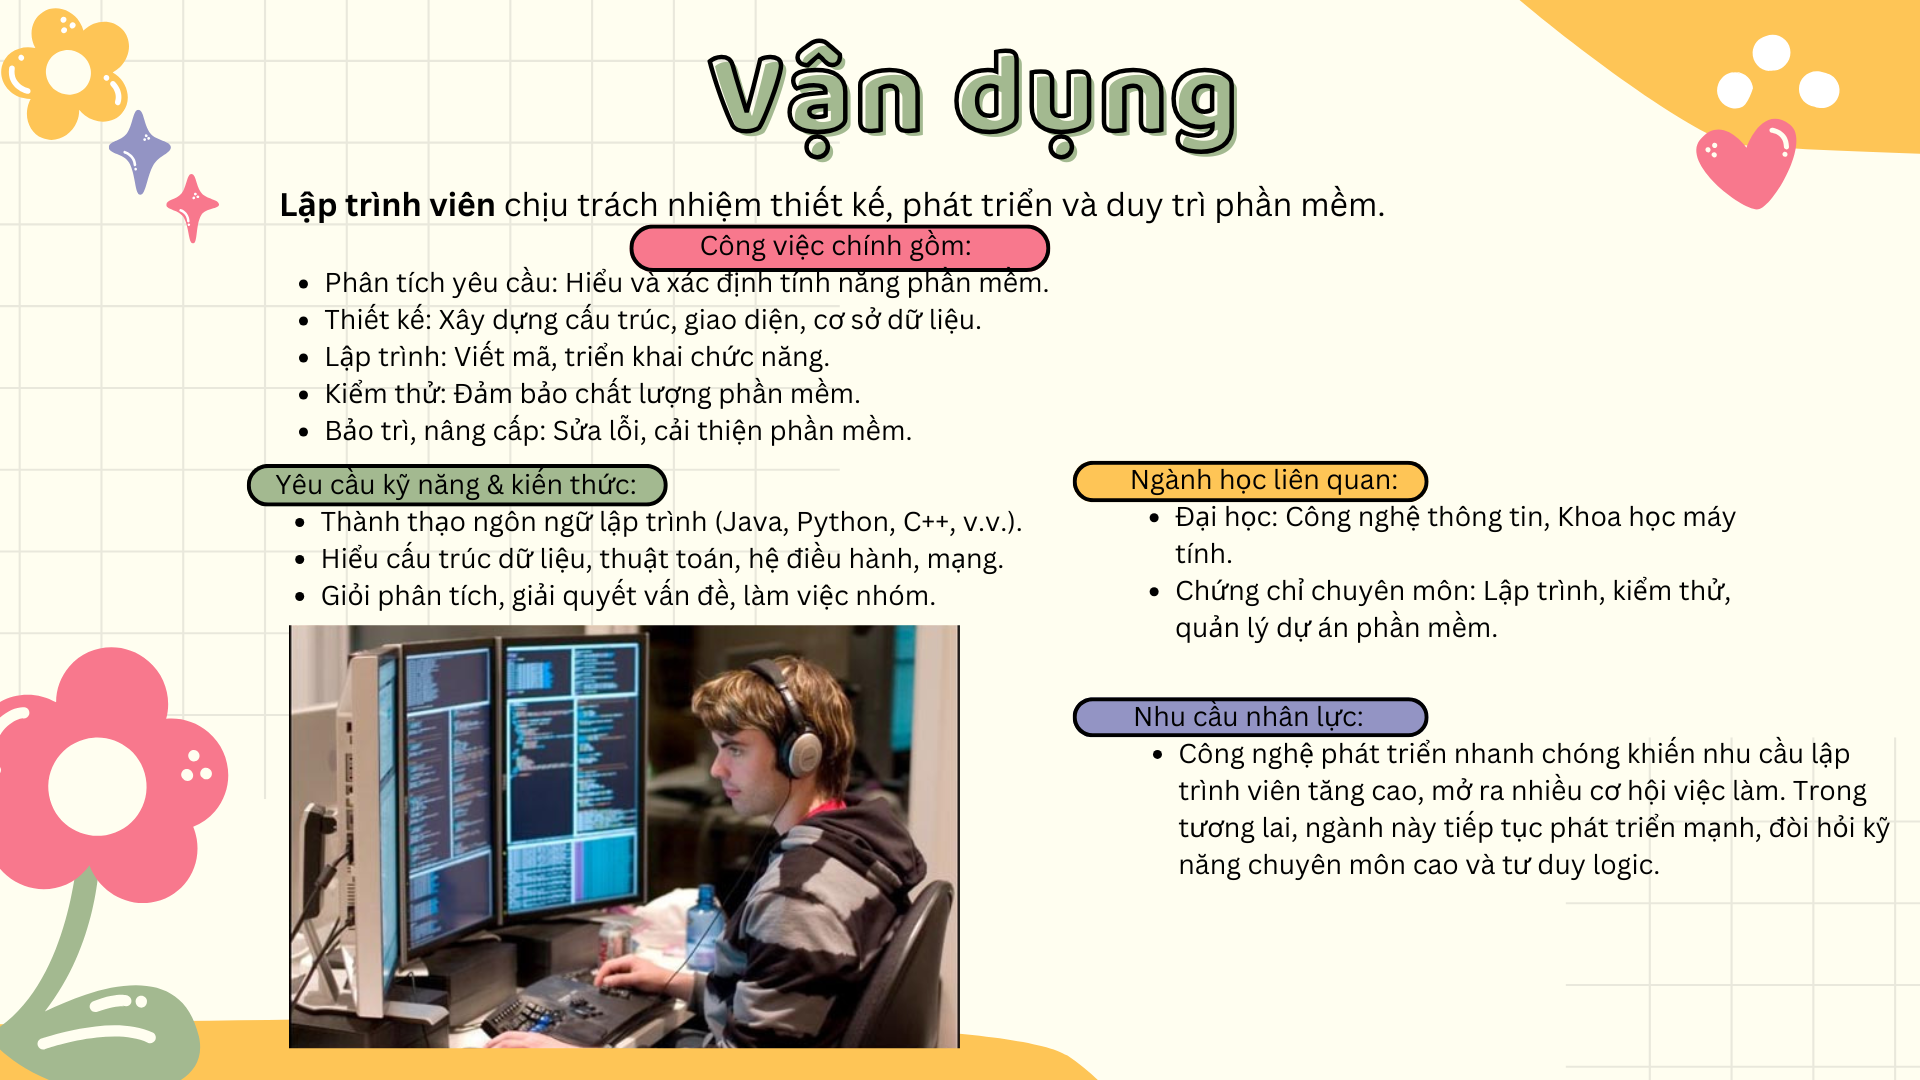 Vận dụng
Lập trình viên chịu trách nhiệm thiết kế, phát triển và duy trì phần mềm.
Công việc chính gồm:
• Phân tích yêu cầu: Hiểu và xác định tính năng phần mềm.
• Thiết kế: Xây dựng cấu trúc, giao diện, cơ sở dữ liệu.
• Lập trình: Viết mã, triển khai chức năng.
• Kiểm thử: Đảm bảo chất lượng phần mềm.
• Bảo trì, nâng cấp: Sửa lỗi, cải thiện phần mềm.
Yêu cầu kỹ năng & kiến thức:
• Thành thạo ngôn ngữ lập trình (Java, Python, C++, v.v.).
• Hiểu cấu trúc dữ liệu, thuật toán, hệ điều hành, mạng.
• Giỏi phân tích, giải quyết vấn đề, làm việc nhóm.
Ngành học liên quan:
• Đại học: Công nghệ thông tin, Khoa học máy
tính.
• Chứng chỉ chuyên môn: Lập trình, kiểm thử,
quản lý dự án phần mềm.
Nhu cầu nhân lực:
• Công nghệ phát triển nhanh chóng khiến nhu cầu lập
trình viên tăng cao, mở ra nhiều cơ hội việc làm. Trong
tương lai, ngành này tiếp tục phát triển mạnh, đòi hỏi kỹ
năng chuyên môn cao và tư duy logic.